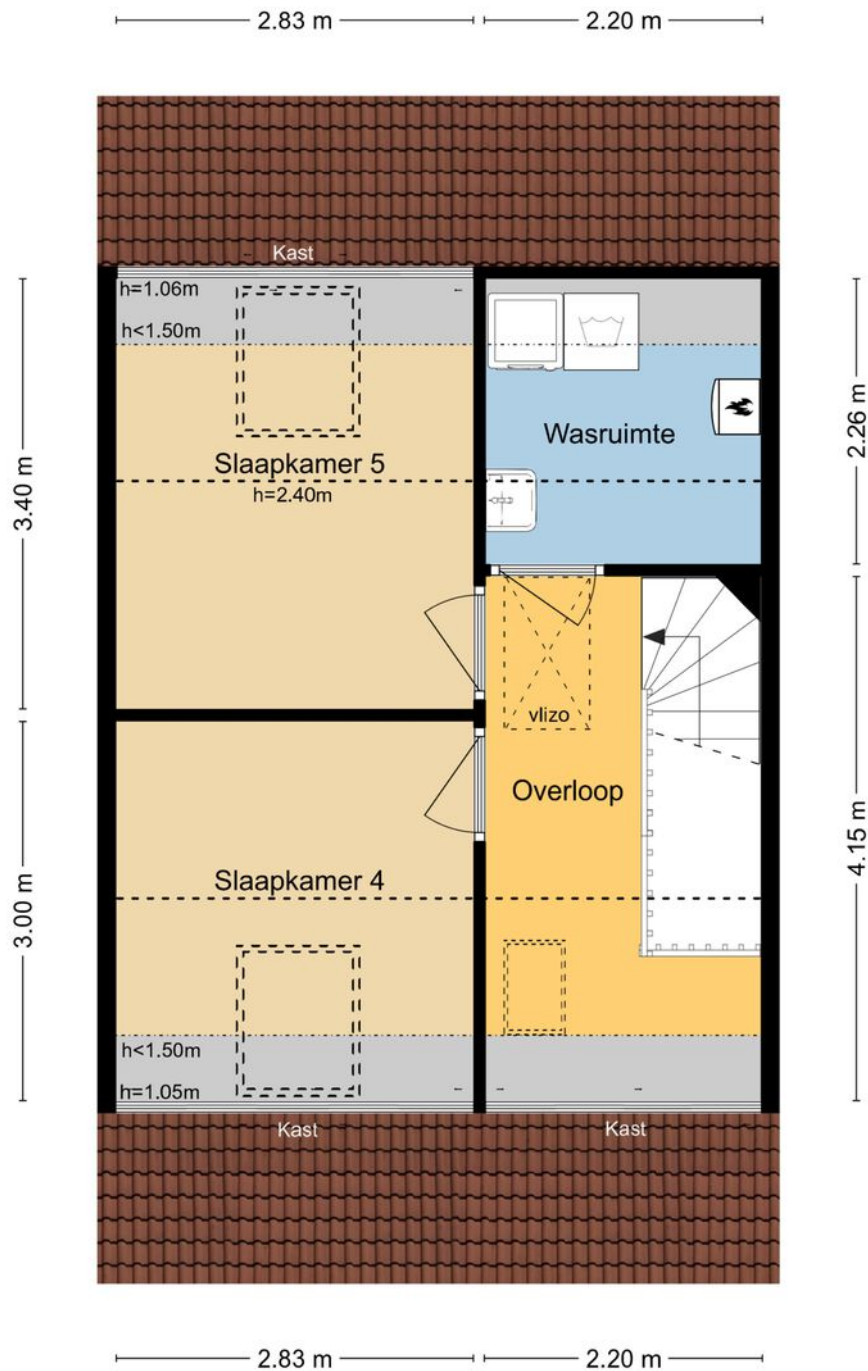 2.83 m
2.20 m
Kast
h=1.06m
h<1.50m
Slaapkamer 5
h=2.40m
Wasruimte
3.40 m
2.26 m
vlizo
Overloop
Slaapkamer 4
3.00 m
4.15 m
h<1.50m
h=1.05m
Kast
Kast
2.83 m
2.20 m